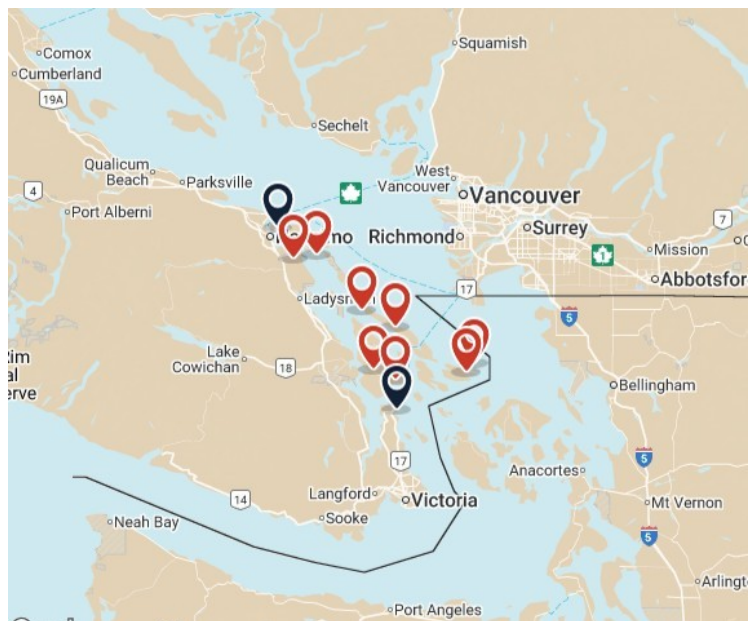 Squamish
Comox
Cumberland
19A
Sechelt
Qualicum
Beach
Parksville
West
Vancouver
Vancouver
4
Port Alberni
7
Surrey
Richmond
Mission
1
Abbotsfor
17
Ladysm
5
Lake
Cowichan
18
Bellingham
17
5
Anacortes
14
Langford
Victoria
Mt Vernon
Sooke
Neah Bay
5
Arlingt
Port Angeles